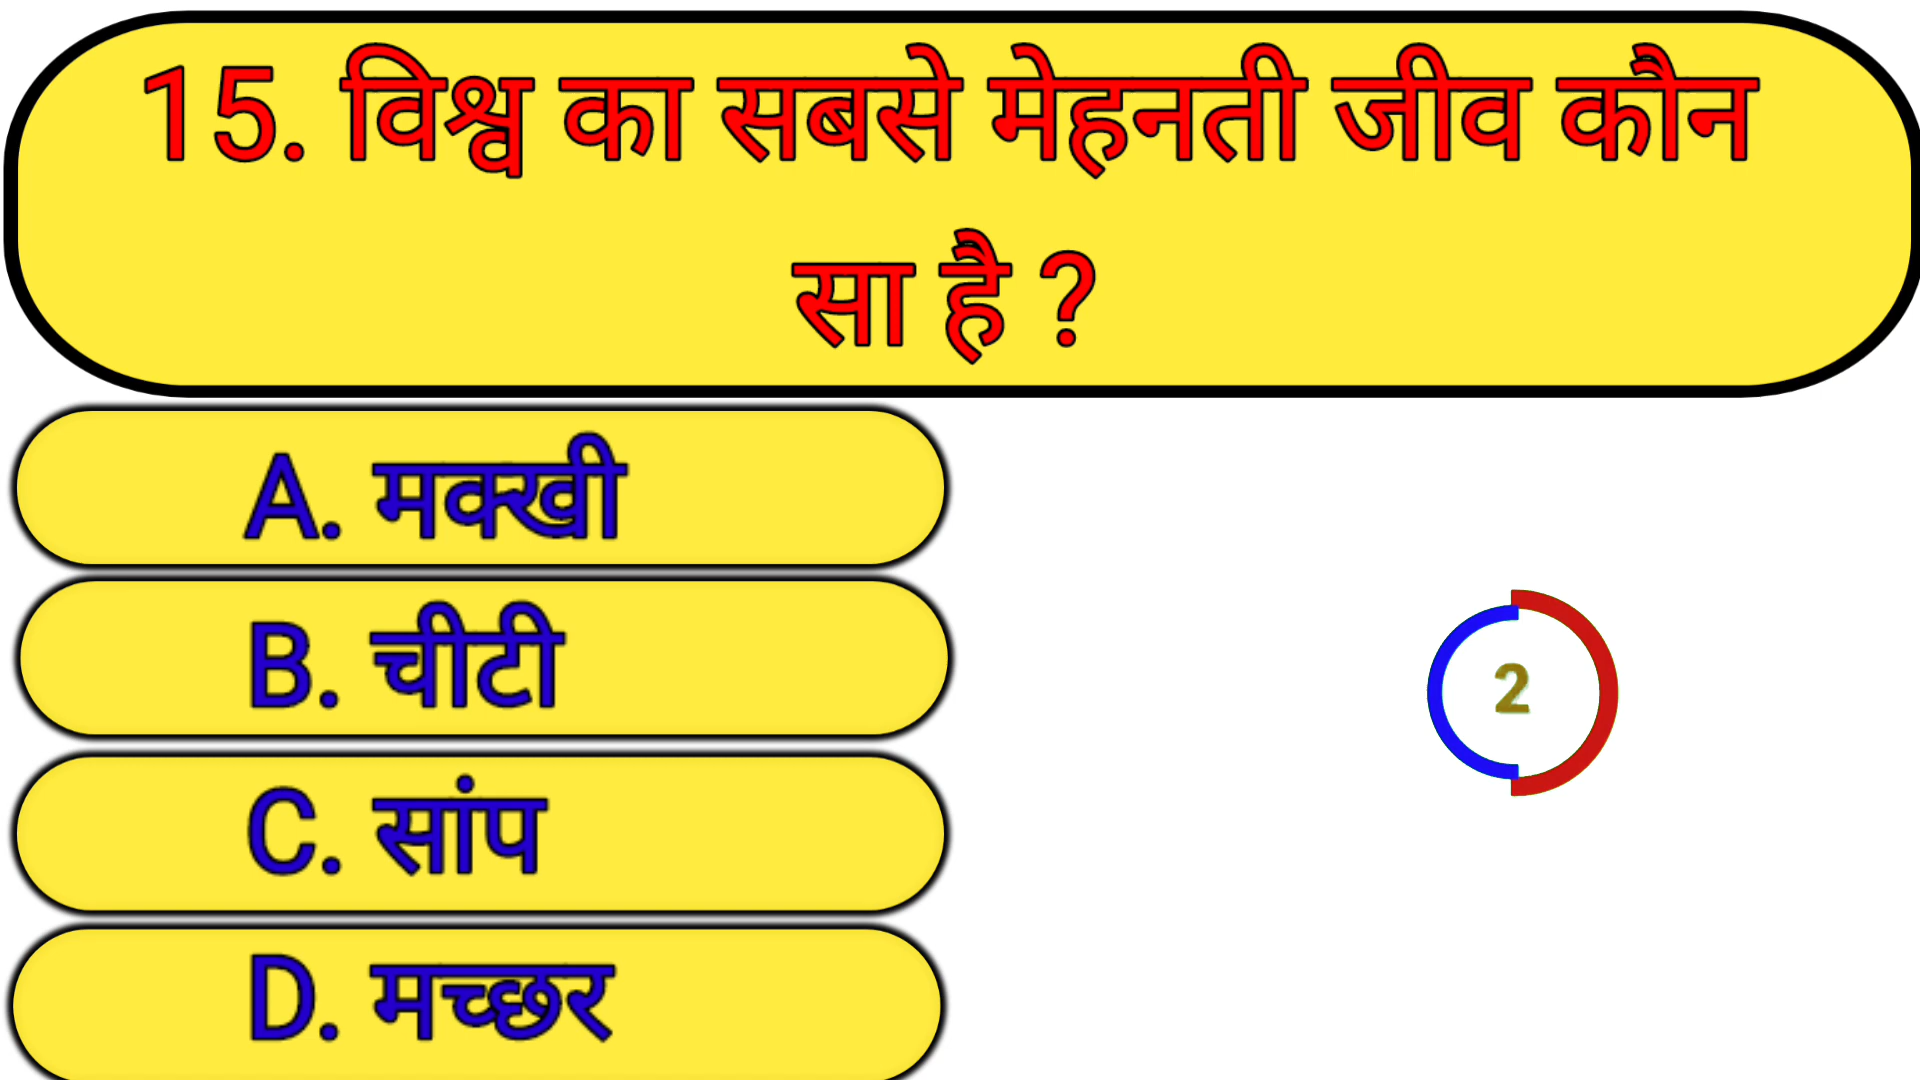 15. विश्व का सबसे मेहनती जीव कौन
सा है ?
A. मक्खी
B. चीटी
2
C. सांप
D. मच्छर